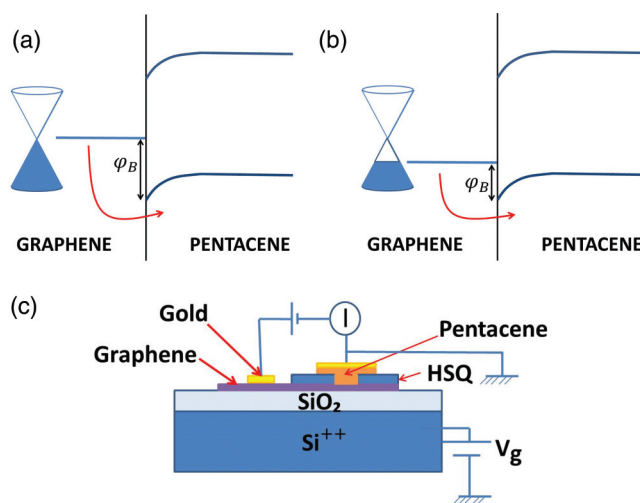 (a)
φB
GRAPHENE PENTACENE
(b)
φB
GRAPHENE PENTACENE
(c)
Gold
I
Pentacene
Graphene
HSQ
SiO₂
Si⁺⁺
Vg